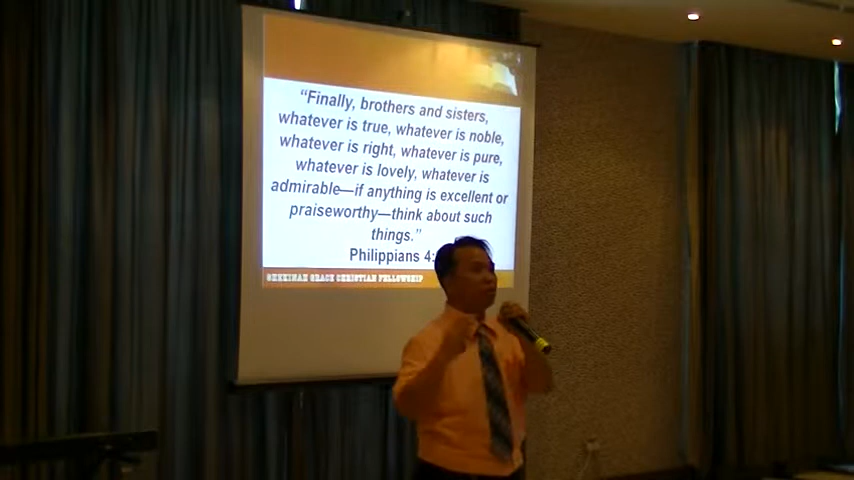 “Finally, brothers and sisters,
whatever is true, whatever is noble,
whatever is right, whatever is pure,
whatever is lovely, whatever is
admirable—if anything is excellent or
praiseworthy—think about such
things.”
Philippians 4:
SHEKINAH GRACE CHRISTIAN FELLOWSHIP